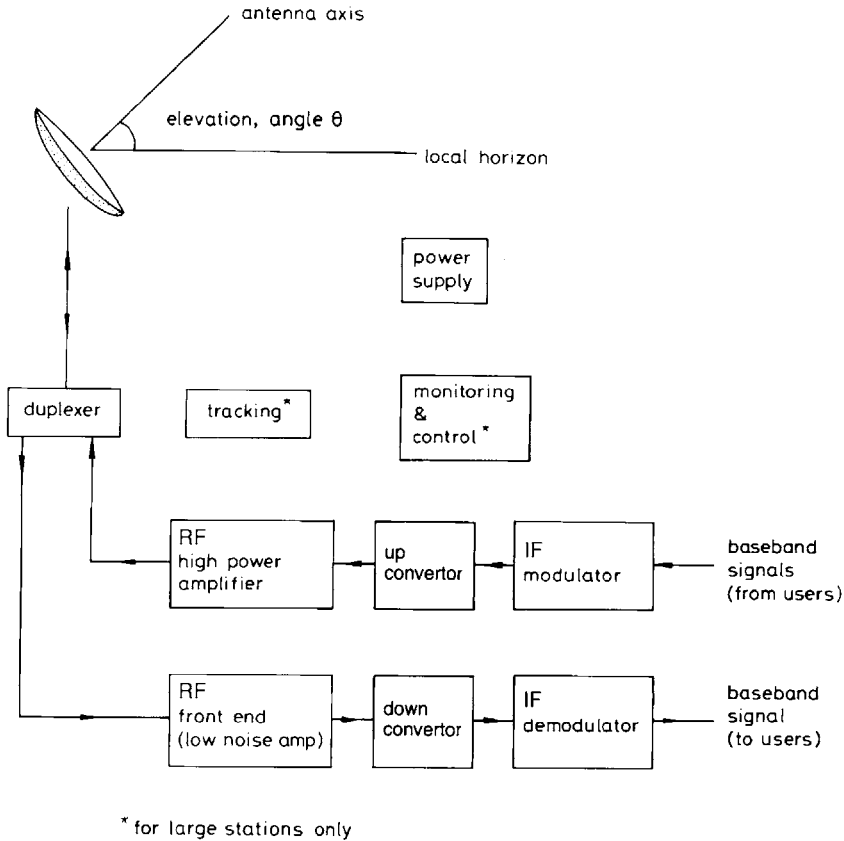 antenna axis
elevation, angle θ
local horizon
power
supply
duplexer
tracking*
monitoring
&
control*
RF
high power
amplifier
up
convertor
IF
modulator
baseband
signals
(from users)
RF
front end
(low noise amp)
down
convertor
IF
demodulator
baseband
signal
(to users)
* for large stations only